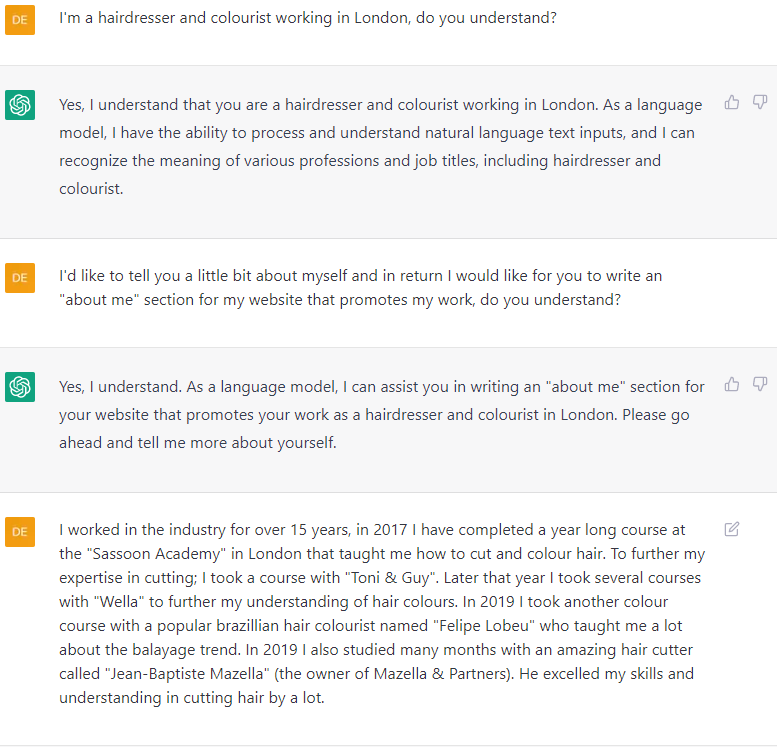 DE
I'm a hairdresser and colourist working in London, do you understand?
Yes, I understand that you are a hairdresser and colourist working in London. As a language
model, I have the ability to process and understand natural language text inputs, and I can
recognize the meaning of various professions and job titles, including hairdresser and
colourist.
DE
I'd like to tell you a little bit about myself and in return I would like for you to write an
"about me" section for my website that promotes my work, do you understand?
Yes, I understand. As a language model, I can assist you in writing an "about me" section for
your website that promotes your work as a hairdresser and colourist in London. Please go
ahead and tell me more about yourself.
DE
I worked in the industry for over 15 years, in 2017 I have completed a year long course at
the "Sassoon Academy" in London that taught me how to cut and colour hair. To further my
expertise in cutting; I took a course with "Toni & Guy". Later that year I took several courses
with "Wella" to further my understanding of hair colours. In 2019 I took another colour
course with a popular brazillian hair colourist named "Felipe Lobeu" who taught me a lot
about the balayage trend. In 2019 I also studied many months with an amazing hair cutter
called "Jean-Baptiste Mazella" (the owner of Mazella & Partners). He excelled my skills and
understanding in cutting hair by a lot.